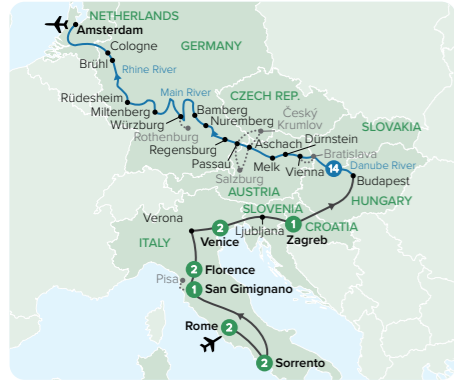 NETHERLANDS
Amsterdam
Cologne
GERMANY
Brühl
Rhine River
Main River
CZECH REP.
Rüdesheim
Miltenberg
Würzburg
Rothenburg
Bamberg
Nuremberg
Český
Krumlov
Regensburg
Passau
Aschach
Dürnstein
SLOVAKIA
Salzburg
Melk
Vienna
Bratislava
14
Danube River
Budapest
AUSTRIA
HUNGARY
SLOVENIA
Verona
2
Venice
Ljubljana
1
Zagreb
CROATIA
ITALY
2
Florence
Pisa
1
San Gimignano
Rome
2
2
Sorrento